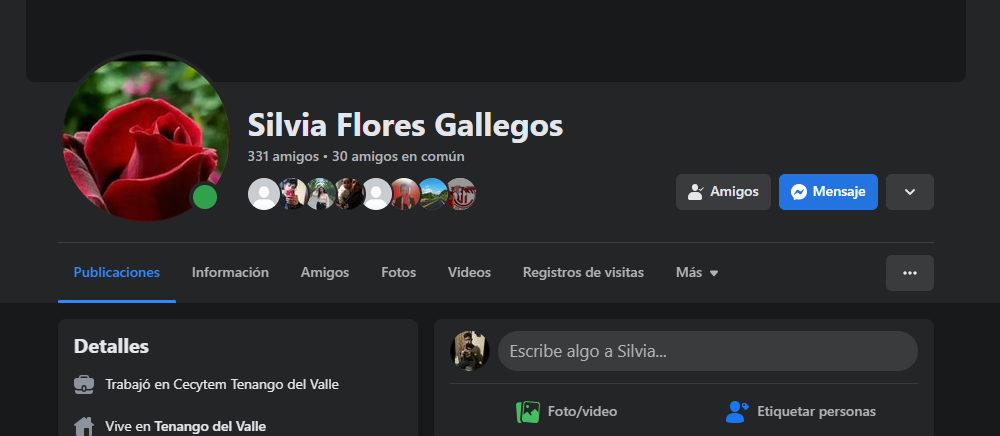 Silvia Flores Gallegos
331 amigos • 30 amigos en común
Amigos
Mensaje
Publicaciones Información Amigos Fotos Videos Registros de visitas Más
Detalles
Trabajó en Cecytem Tenango del Valle
Vive en Tenango del Valle
Escribe algo a Silvia...
Foto/video
Etiquetar personas